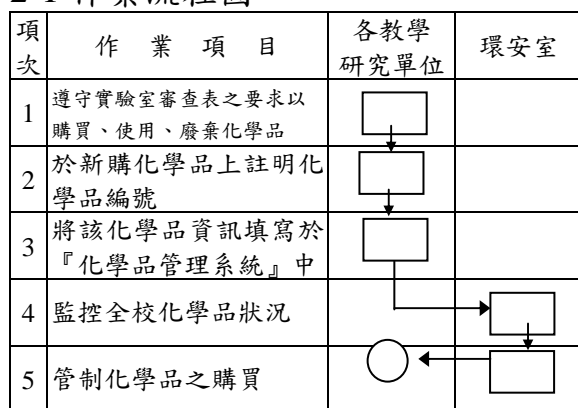 2-1 作業流程圖
項次
作業項目
各教學
研究單位
環安室
1
遵守實驗室審查表之要求以
購買、使用、廢棄化學品
2
於新購化學品上註明化
學品編號
3
將該化學品資訊填寫於
『化學品管理系統』中
4
監控全校化學品狀況
5
管制化學品之購買